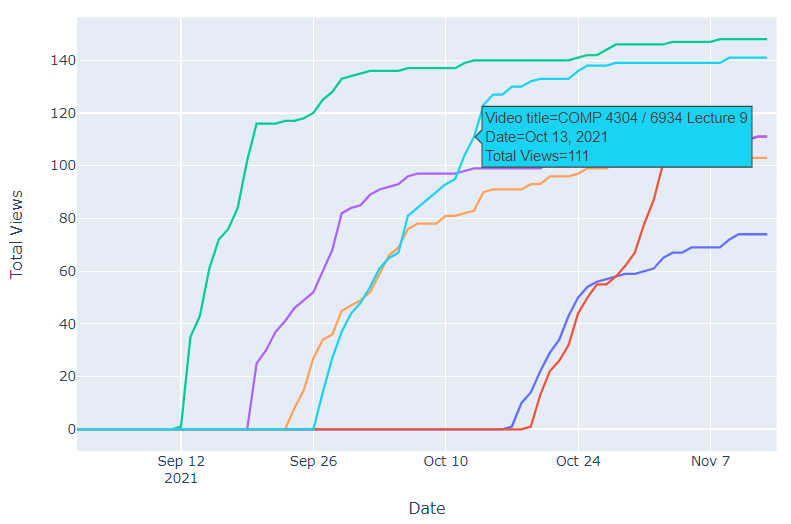 140
120
100
80
60
40
20
0
Total Views
Video title=COMP 4304 / 6934 Lecture 9
Date=Oct 13, 2021
Total Views=111
Sep 12
2021
Sep 26
Oct 10
Oct 24
Nov 7
Date